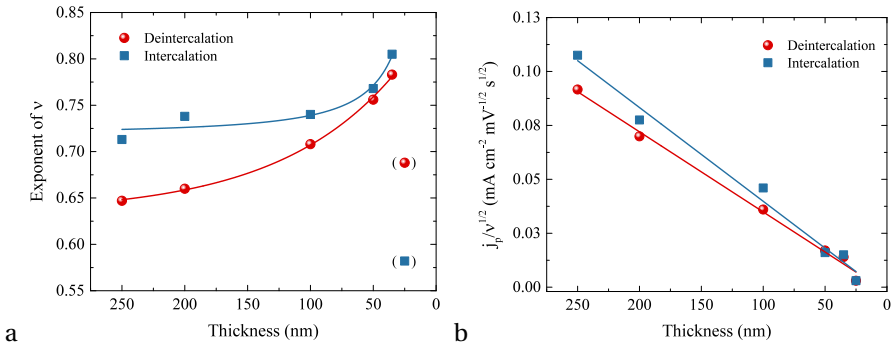 0.85
0.80
0.75
0.70
0.65
0.60
0.55
Exponent of ν
Deintercalation
Intercalation
( )
( )
250 200 150 100 50 0
Thickness (nm)
a
0.13
0.10
0.08
0.05
0.03
0.00
jp/ν1/2 (mA cm-2 mV-1/2 s1/2)
Deintercalation
Intercalation
250 200 150 100 50 0
Thickness (nm)
b